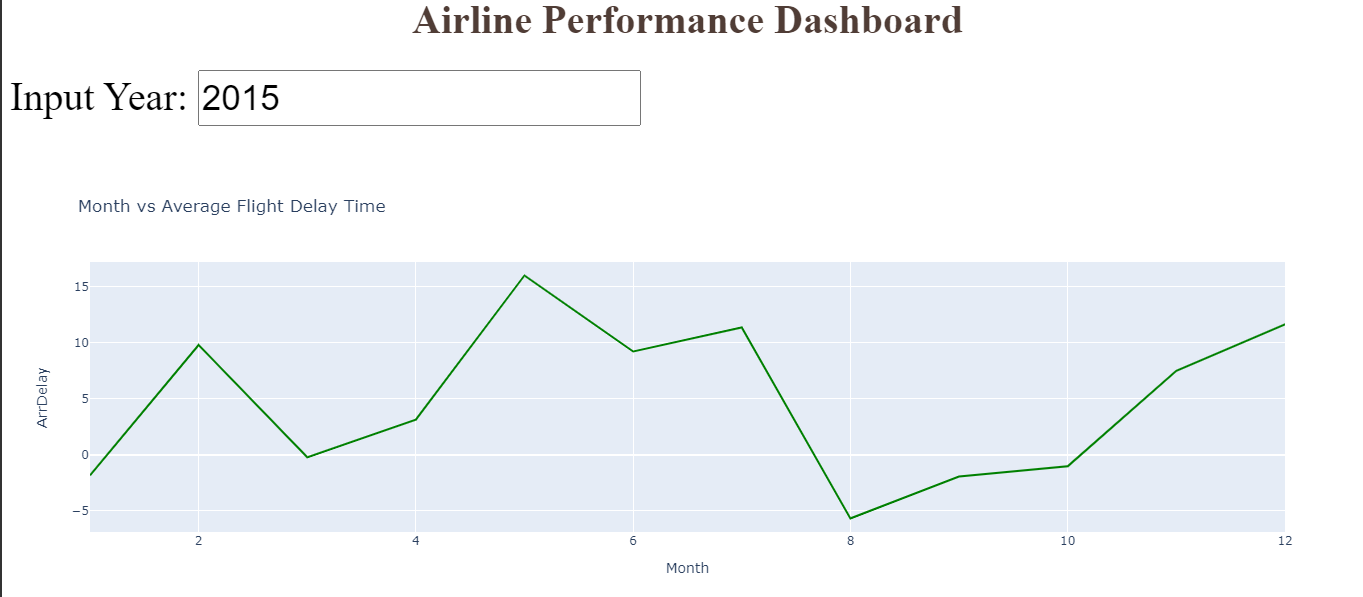 Airline Performance Dashboard
Input Year: 2015
Month vs Average Flight Delay Time
15
10
5
0
−5
ArrDelay
2 4 6 8 10 12
Month